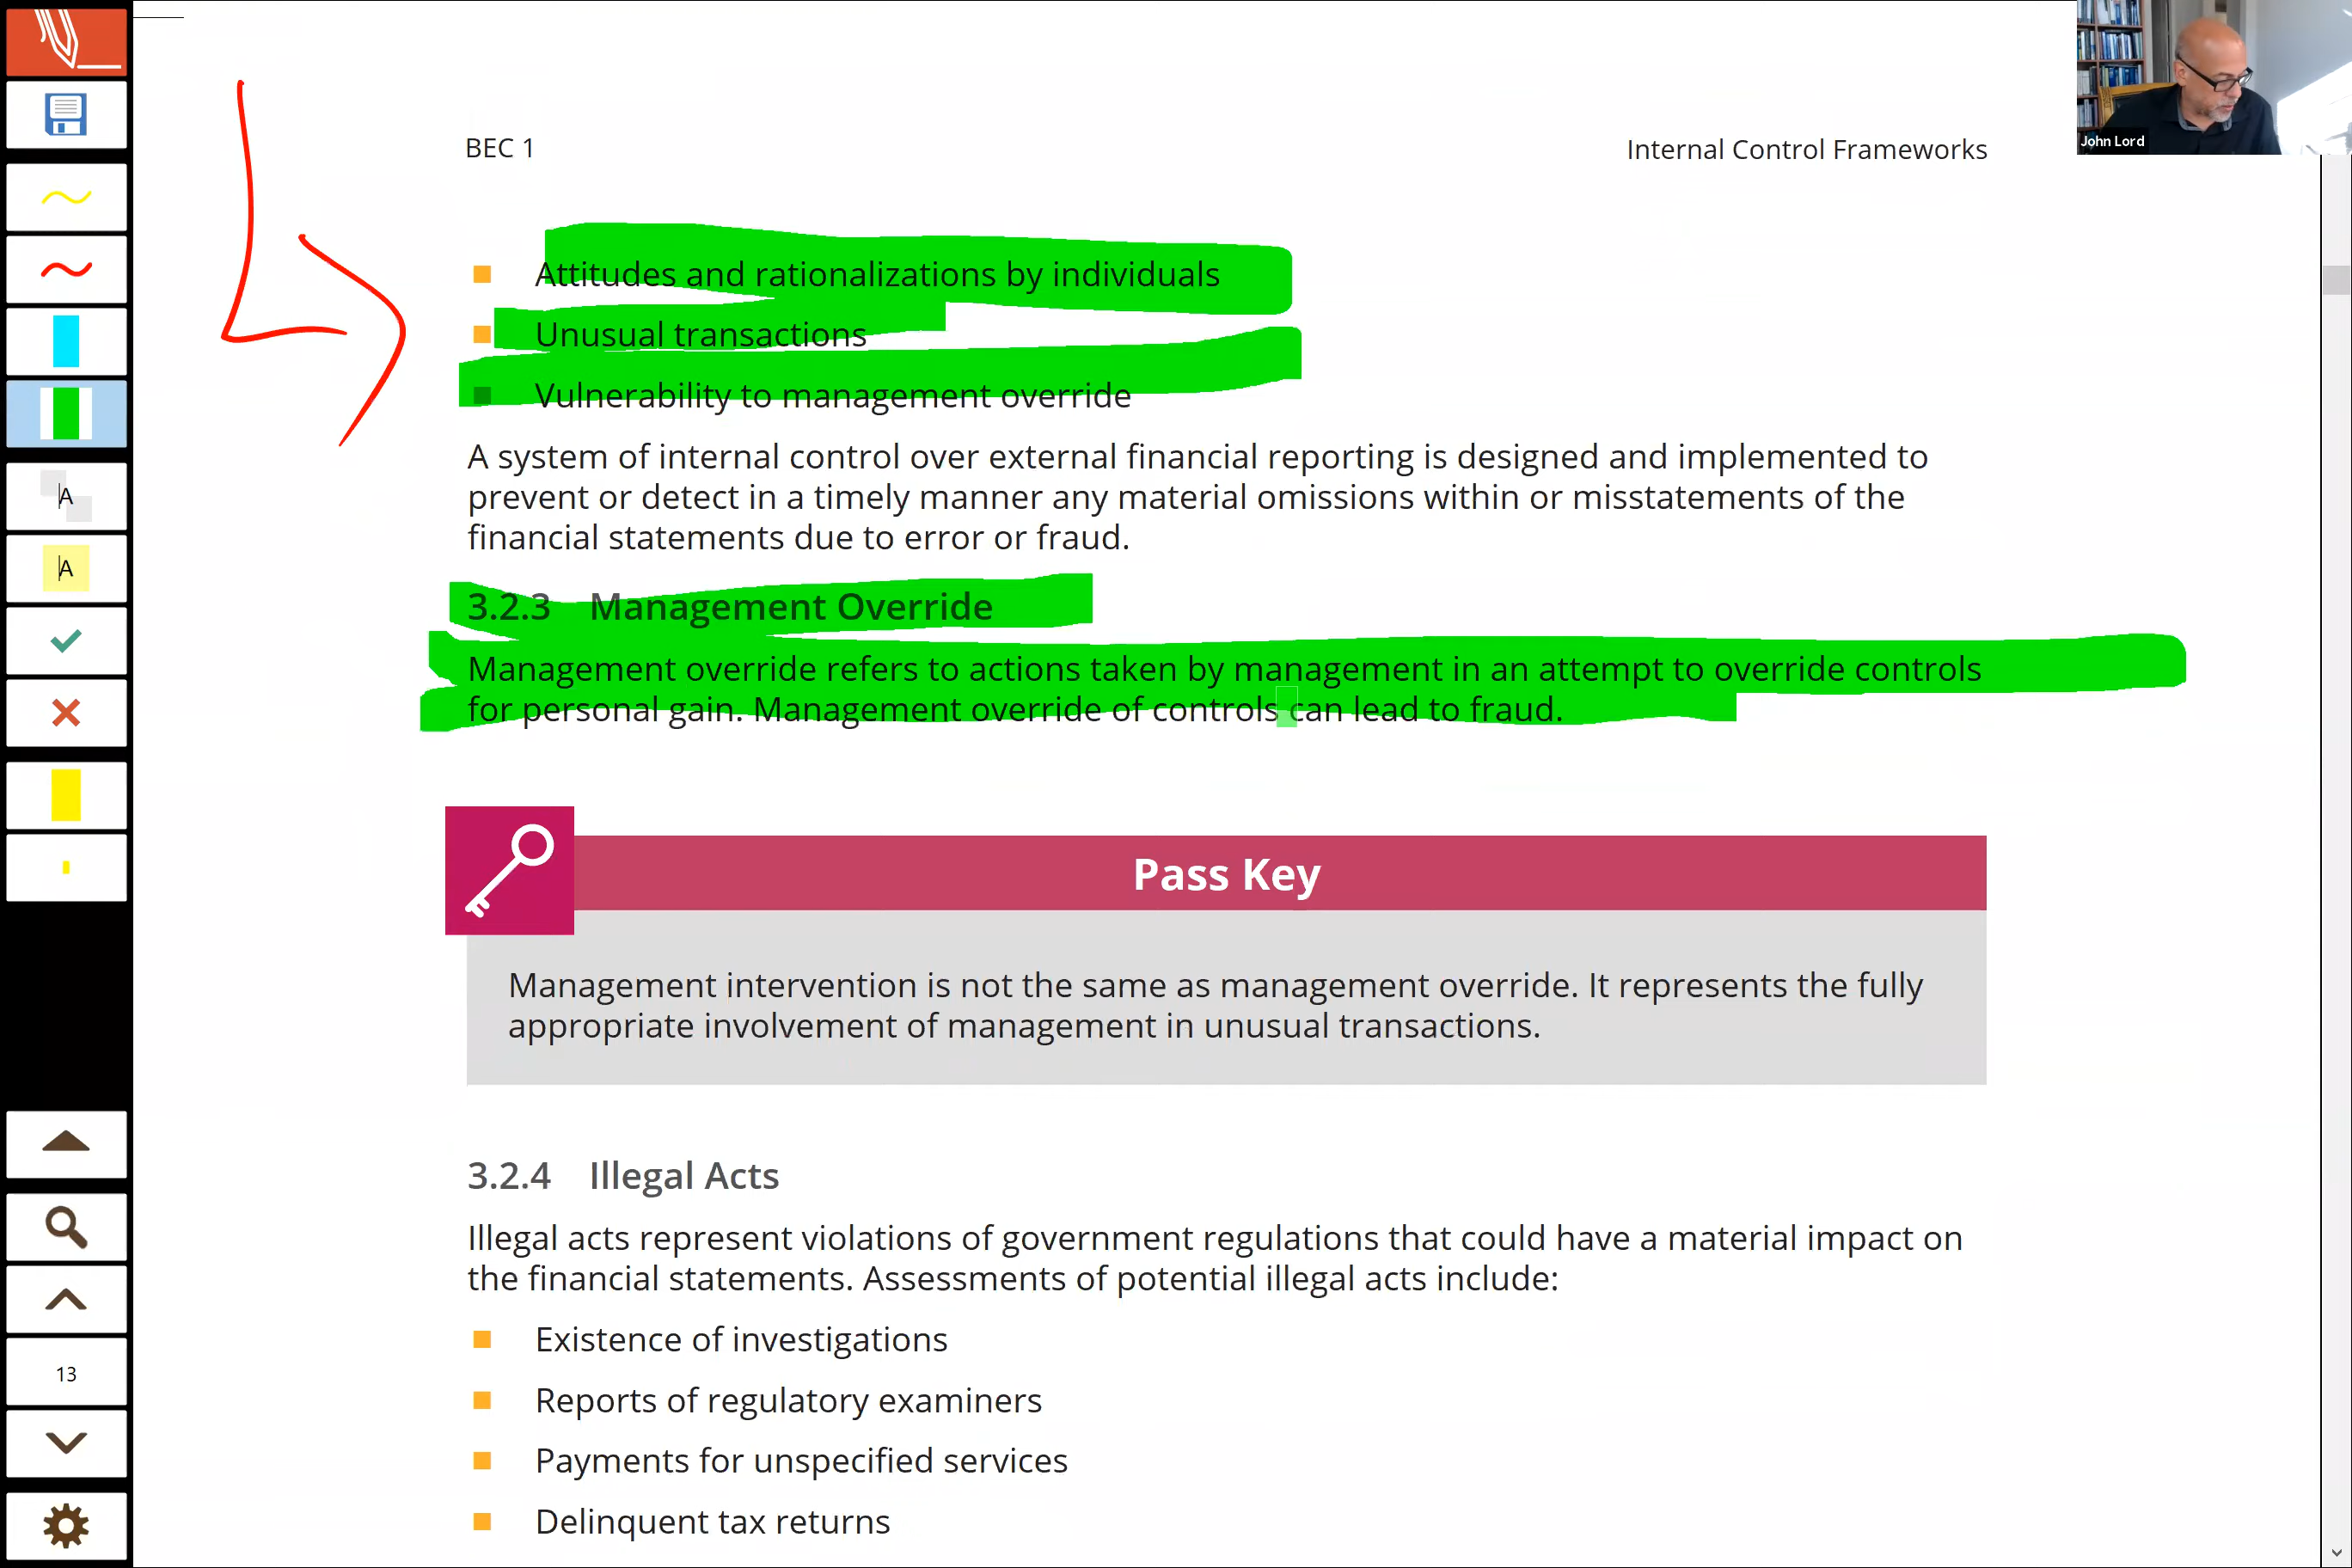 John Lord
BEC 1
Internal Control Frameworks
Attitudes and rationalizations by individuals
Unusual transactions
Vulnerability to management override
A system of internal control over external financial reporting is designed and implemented to
prevent or detect in a timely manner any material omissions within or misstatements of the
financial statements due to error or fraud.
3.2.3 Management Override
Management override refers to actions taken by management in an attempt to override controls
for personal gain. Management override of controls can lead to fraud.
Pass Key
Management intervention is not the same as management override. It represents the fully
appropriate involvement of management in unusual transactions.
3.2.4 Illegal Acts
Illegal acts represent violations of government regulations that could have a material impact on
the financial statements. Assessments of potential illegal acts include:
Existence of investigations
Reports of regulatory examiners
Payments for unspecified services
Delinquent tax returns
A
A
13